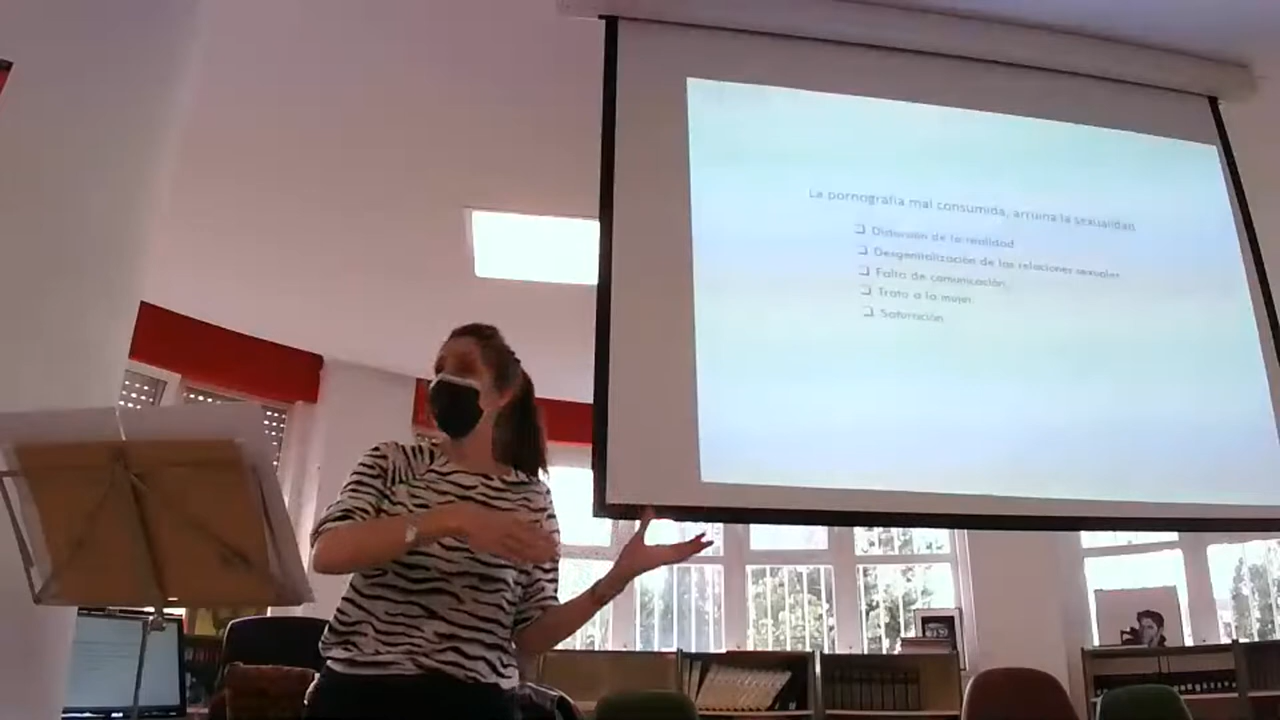 La pornografía mal consumida, arruina la sexualidad
Distorsión de la realidad
Desgenitalización de las relaciones sexuales
Falta de comunicación
Trato a la mujer
Saturación